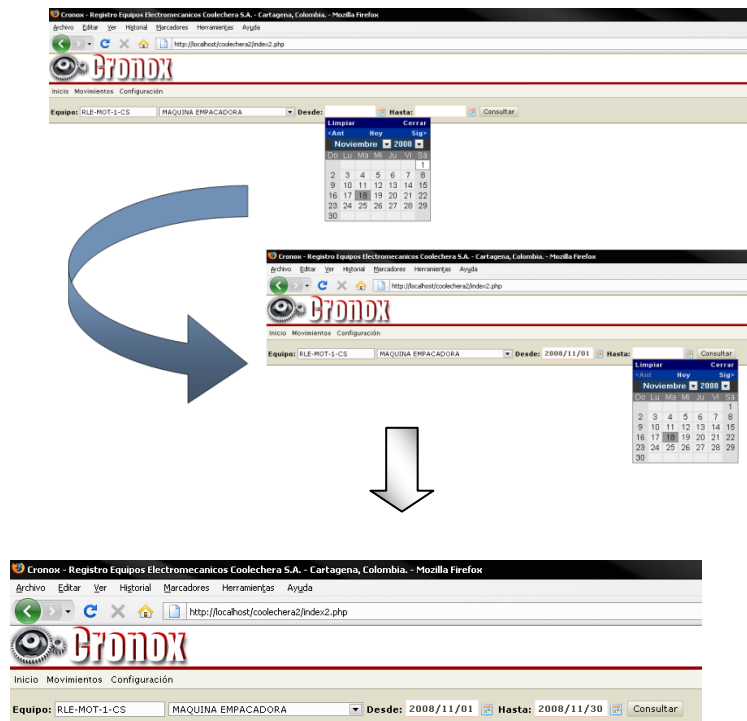 Cronox - Registro Equipos Electromecanicos Coolechera S.A. - Cartagena, Colombia. - Mozilla Firefox
Archivo Editar Ver Historial Marcadores Herramientas Ayuda
http://localhost/coolechera2/index2.php
Cronox
Inicio Movimientos Configuración
Equipo: RLE-MOT-1-CS MAQUINA EMPACADORA Desde: Hasta: Consultar
Limpiar Cerrar
<Ant Hoy Sig>
Noviembre 2008
Do Lu Ma Mi Ju Vi Sá
1
2 3 4 5 6 7 8
9 10 11 12 13 14 15
16 17 18 19 20 21 22
23 24 25 26 27 28 29
30
Cronox - Registro Equipos Electromecanicos Coolechera S.A. - Cartagena, Colombia. - Mozilla Firefox
Archivo Editar Ver Historial Marcadores Herramientas Ayuda
http://localhost/coolechera2/index2.php
Cronox
Inicio Movimientos Configuración
Equipo: RLE-MOT-1-CS MAQUINA EMPACADORA Desde: 2008/11/01 Hasta: Consultar
Limpiar Cerrar
<Ant Hoy Sig>
Noviembre 2008
Do Lu Ma Mi Ju Vi Sá
1
2 3 4 5 6 7 8
9 10 11 12 13 14 15
16 17 18 19 20 21 22
23 24 25 26 27 28 29
30
Cronox - Registro Equipos Electromecanicos Coolechera S.A. - Cartagena, Colombia. - Mozilla Firefox
Archivo Editar Ver Historial Marcadores Herramientas Ayuda
http://localhost/coolechera2/index2.php
Cronox
Inicio Movimientos Configuración
Equipo: RLE-MOT-1-CS MAQUINA EMPACADORA Desde: 2008/11/01 Hasta: 2008/11/30 Consultar